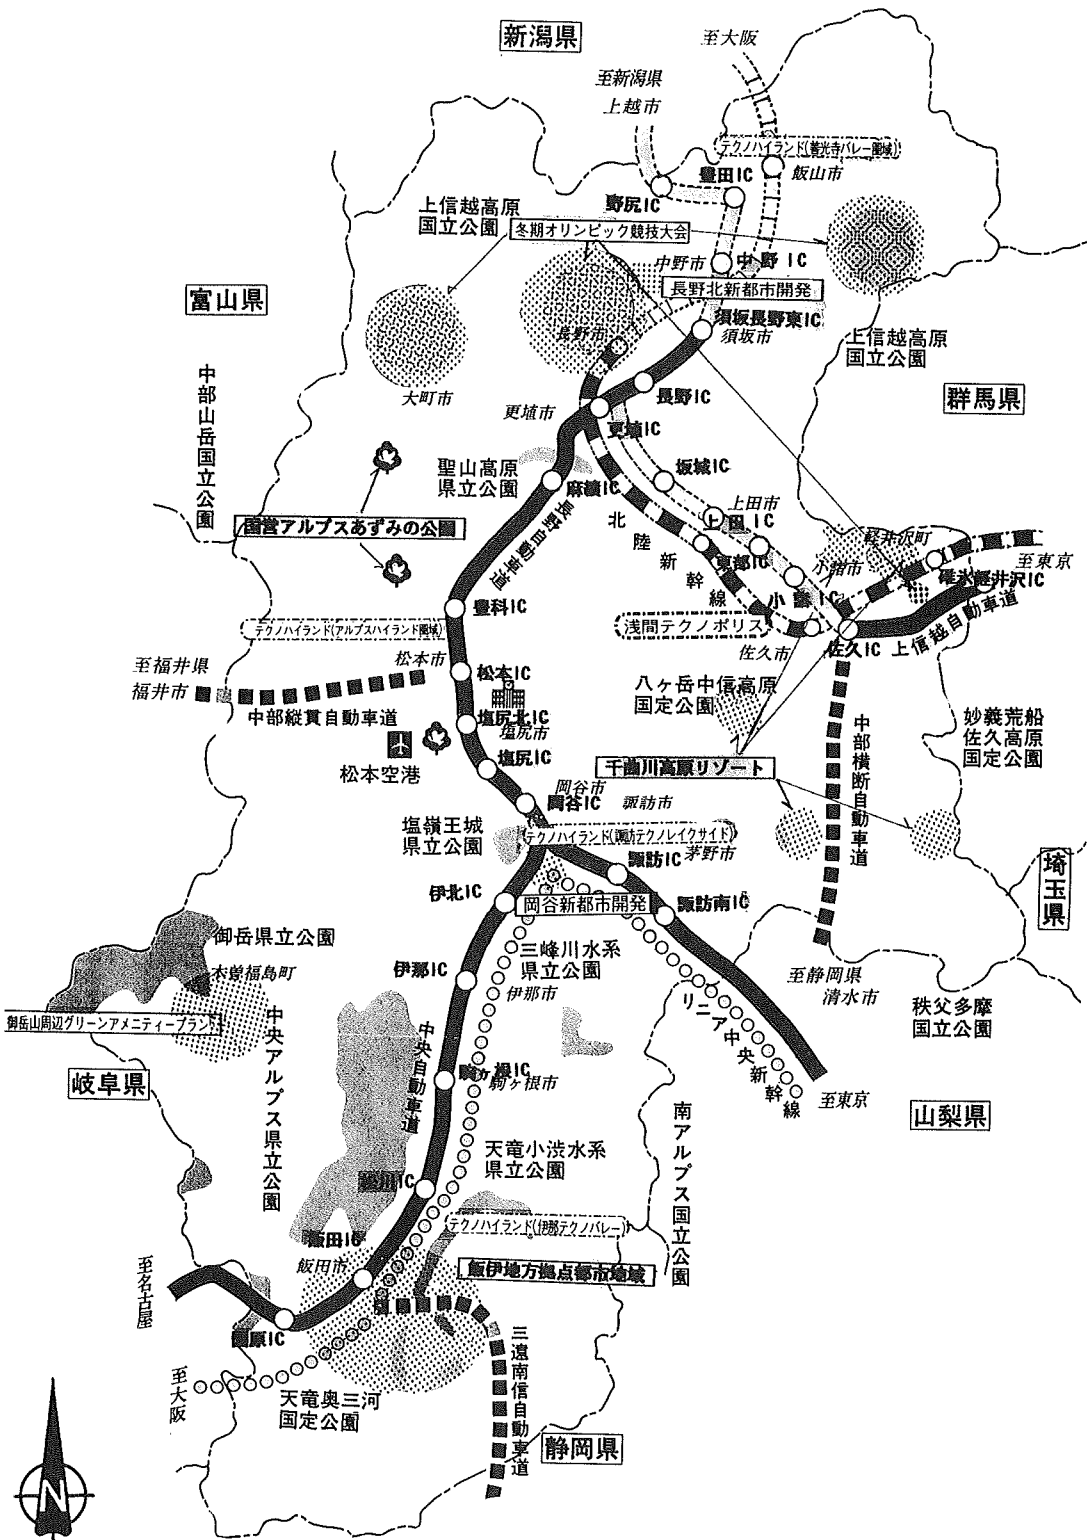 新潟県
至大阪
至新潟県
上越市
テクノハイランド(善光寺バレー圏域)
飯山市
豊田IC
野尻IC
上信越高原
国立公園
冬期オリンピック競技大会
中野市
中野IC
長野北新都市開発
富山県
須坂長野東IC
須坂市
上信越高原
国立公園
長野市
中部山岳国立公園
大町市
長野IC
群馬県
更埴市
更埴IC
聖山高原
県立公園
麻績IC
坂城IC
上田市
上田IC
国営アルプスあずみの公園
長野自動車道
北陸新幹線
東部IC
軽井沢町
小諸市
至東京
碓氷軽井沢IC
小諸IC
豊科IC
テクノハイランド(アルプスハイランド圏域)
浅間テクノポリス
佐久市
佐久IC
上信越自動車道
松本市
松本IC
至福井県
福井市
中部縦貫自動車道
八ヶ岳中信高原
国定公園
塩尻北IC
塩尻市
塩尻IC
松本空港
中部横断自動車道
妙義荒船
佐久高原
国定公園
千曲川高原リゾート
岡谷市
岡谷IC
諏訪市
塩嶺王城
県立公園
テクノハイランド(諏訪テクノレイクサイド)
茅野市
諏訪IC
埼玉県
伊北IC
岡谷新都市開発
諏訪南IC
御岳県立公園
木曽福島町
三峰川水系
県立公園
伊那IC
伊那市
至静岡県
清水市
秩父多摩
国立公園
御岳山周辺グリーンアメニティープラント
中央アルプス県立公園
リニア中央新幹線
岐阜県
中央自動車道
駒ヶ根IC
駒ヶ根市
至東京
山梨県
南アルプス国立公園
天竜小渋水系
県立公園
松川IC
テクノハイランド(伊那テクノバレー)
飯田IC
飯田市
飯伊地方拠点都市地域
至名古屋
園原IC
三遠南信自動車道
至大阪
天竜奥三河
国定公園
静岡県
N